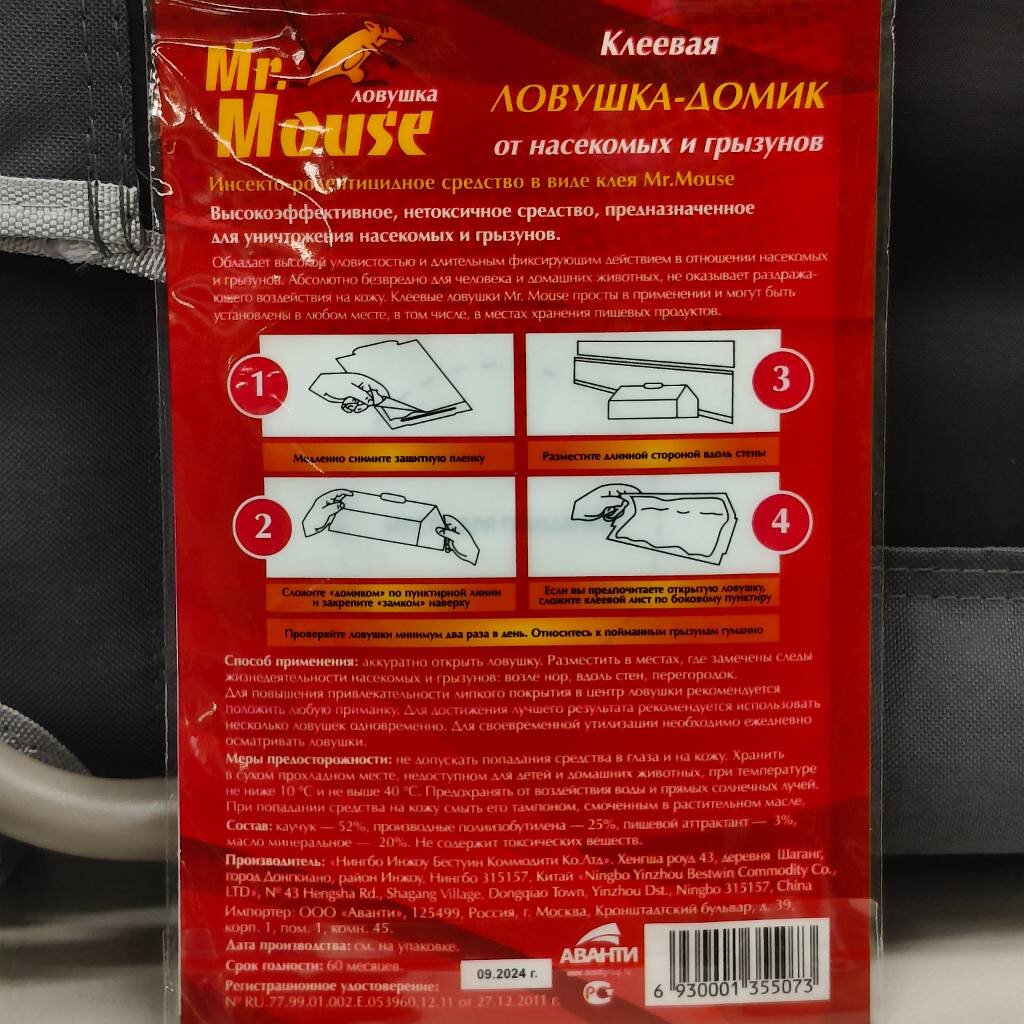 Mr.
Mouse
ловушка
Клеевая
ЛОВУШКА-ДОМИК
от насекомых и грызунов
Инсекто-родентицидное средство в виде клея Mr.Mouse
Высокоэффективное, нетоксичное средство, предназначенное
для уничтожения насекомых и грызунов.
Обладает высокой уловистостью и длительным фиксирующим действием в отношении насекомых
и грызунов. Абсолютно безвредно для человека и домашних животных, не оказывает раздража-
ющего воздействия на кожу. Клеевые ловушки Mr. Mouse просты в применении и могут быть
установлены в любом месте, в том числе, в местах хранения пищевых продуктов.
1
Медленно снимите защитную пленку
3
Разместите длинной стороной вдоль стены
2
Сложите «домиком» по пунктирной линии
и закрепите "замком" наверху
4
Если вы предпочитаете открытую ловушку,
сложите клеевой лист по боковому пунктиру
Проверяйте ловушки минимум два раза в день. Относитесь к пойманным грызунам гуманно
Способ применения: аккуратно открыть ловушку. Разместить в местах, где замечены следы
жизнедеятельности насекомых и грызунов: возле нор, вдоль стен, перегородок.
Для повышения привлекательности липкого покрытия в центр ловушки рекомендуется
положить любую приманку. Для достижения лучшего результата рекомендуется использовать
несколько ловушек одновременно. Для своевременной утилизации необходимо ежедневно
осматривать ловушки.
Меры предосторожности: не допускать попадания средства в глаза и на кожу. Хранить
в сухом прохладном месте, недоступном для детей и домашних животных, при температуре
не ниже 10 °С и не выше 40 °С. Предохранять от воздействия воды и прямых солнечных лучей.
При попадании средства на кожу смыть его тампоном, смоченным в растительном масле.
Состав: каучук — 52%, производные полиизобутилена — 25%, пищевой аттрактант — 3%,
масло минеральное — 20%. Не содержит токсических веществ.
Производитель: «Нингбо Инжоу Бестуин Коммодити Ко.Лтд». Хенгша роуд 43, деревня Шаганг,
город Донгкиано, район Инжоу, Нингбо 315157, Китай «Ningbo Yinzhou Bestwin Commodity Co.,
LTD», N° 43 Hengsha Rd., Shagang Village, Dongqiao Town, Yinzhou Dst., Ningbo 315157, China
Импортер: ООО «Аванти», 125499, Россия, г. Москва, Кронштадтский бульвар, д. 39,
корп. 1, пом. 1, комн. 45.
Дата производства: см. на упаковке.
Срок годности: 60 месяцев.
Регистрационное удостоверение:
N° RU.77.99.01.002.E.053960.12.11 от 27.12.2011 г.
09.2024 г.
АВАНТИ
6 930001 355073